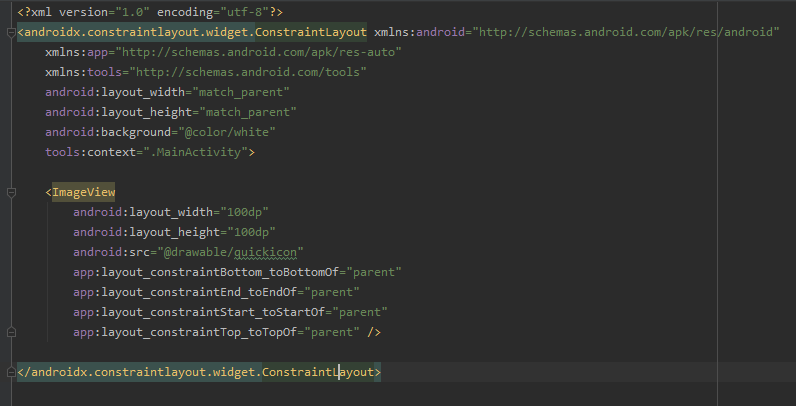 <?xml version="1.0" encoding="utf-8"?>
<androidx.constraintlayout.widget.ConstraintLayout xmlns:android="http://schemas.android.com/apk/res/android"
    xmlns:app="http://schemas.android.com/apk/res-auto"
    xmlns:tools="http://schemas.android.com/tools"
    android:layout_width="match_parent"
    android:layout_height="match_parent"
    android:background="@color/white"
    tools:context=".MainActivity">

    <ImageView
        android:layout_width="100dp"
        android:layout_height="100dp"
        android:src="@drawable/quickicon"
        app:layout_constraintBottom_toBottomOf="parent"
        app:layout_constraintEnd_toEndOf="parent"
        app:layout_constraintStart_toStartOf="parent"
        app:layout_constraintTop_toTopOf="parent" />

</androidx.constraintlayout.widget.ConstraintLayout>